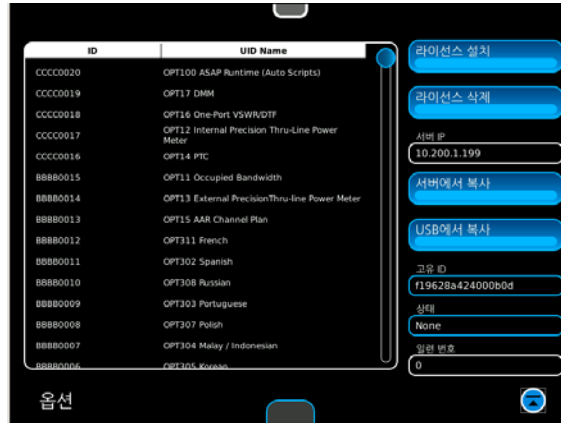 ID UID Name
CCCC0020 OPT100 ASAP Runtime (Auto Scripts)
CCCC0019 OPT17 DMM
CCCC0018 OPT16 One-Port VSWR/DTF
CCCC0017 OPT12 Internal Precision Thru-Line Power
Meter
CCCC0016 OPT14 PTC
BBBB0015 OPT11 Occupied Bandwidth
BBBB0014 OPT13 External PrecisionThru-line Power Meter
BBBB0013 OPT15 AAR Channel Plan
BBBB0012 OPT311 French
BBBB0011 OPT302 Spanish
BBBB0010 OPT308 Russian
BBBB0009 OPT303 Portuguese
BBBB0008 OPT307 Polish
BBBB0007 OPT304 Malay / Indonesian
BBBB0006 OPT305 Korean
라이선스 설치
라이선스 삭제
서버 IP
10.200.1.199
서버에서 복사
USB에서 복사
고유 ID
f19628a424000b0d
상태
None
일련 번호
0
옵션